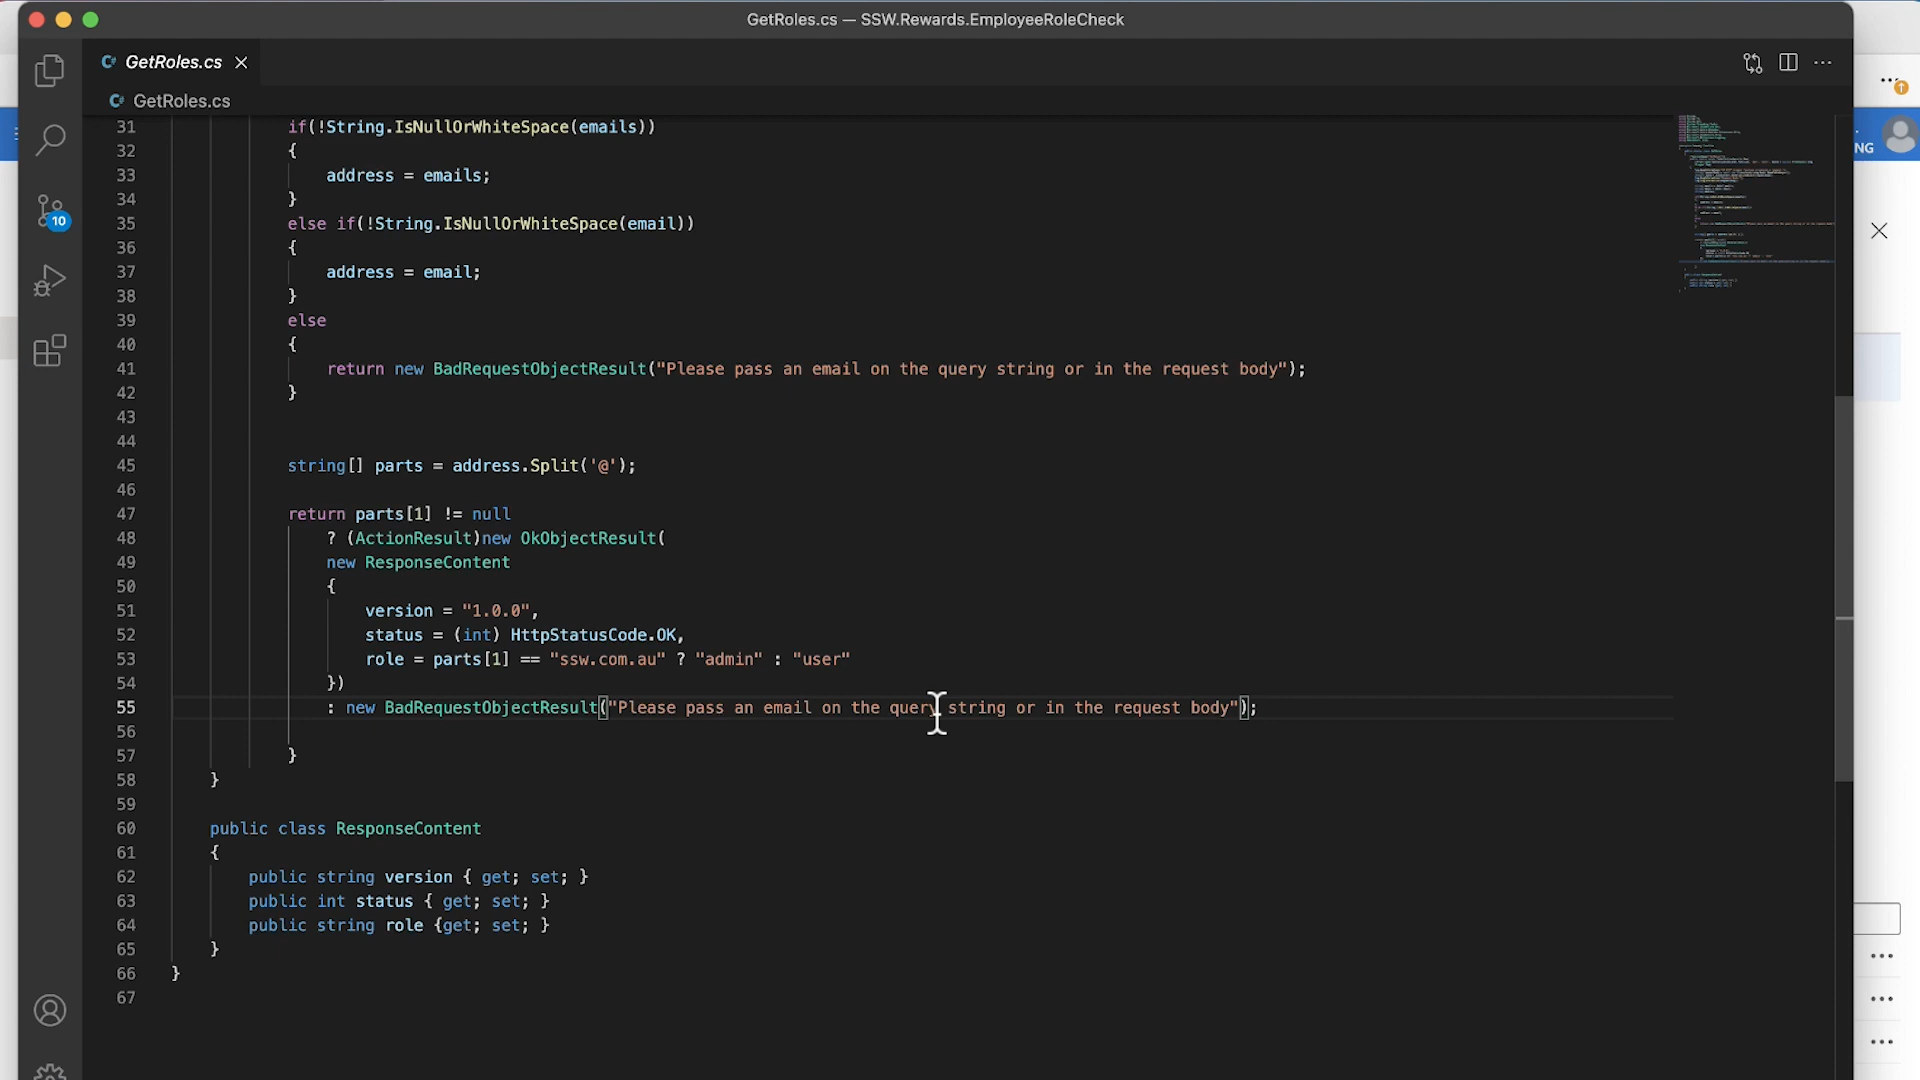 GetRoles.cs — SSW.Rewards.EmployeeRoleCheck
GetRoles.cs
GetRoles.cs
10
NG
31 if(!String.IsNullOrWhiteSpace(emails))
32 {
33 address = emails;
34 }
35 else if(!String.IsNullOrWhiteSpace(email))
36 {
37 address = email;
38 }
39 else
40 {
41 return new BadRequestObjectResult("Please pass an email on the query string or in the request body");
42 }
43
44
45 string[] parts = address.Split('@');
46
47 return parts[1] != null
48 ? (ActionResult)new OkObjectResult(
49 new ResponseContent
50 {
51 version = "1.0.0",
52 status = (int) HttpStatusCode.OK,
53 role = parts[1] == "ssw.com.au" ? "admin" : "user"
54 })
55 : new BadRequestObjectResult("Please pass an email on the query string or in the request body");
56
57 }
58 }
59
60 public class ResponseContent
61 {
62 public string version { get; set; }
63 public int status { get; set; }
64 public string role {get; set; }
65 }
66 }
67